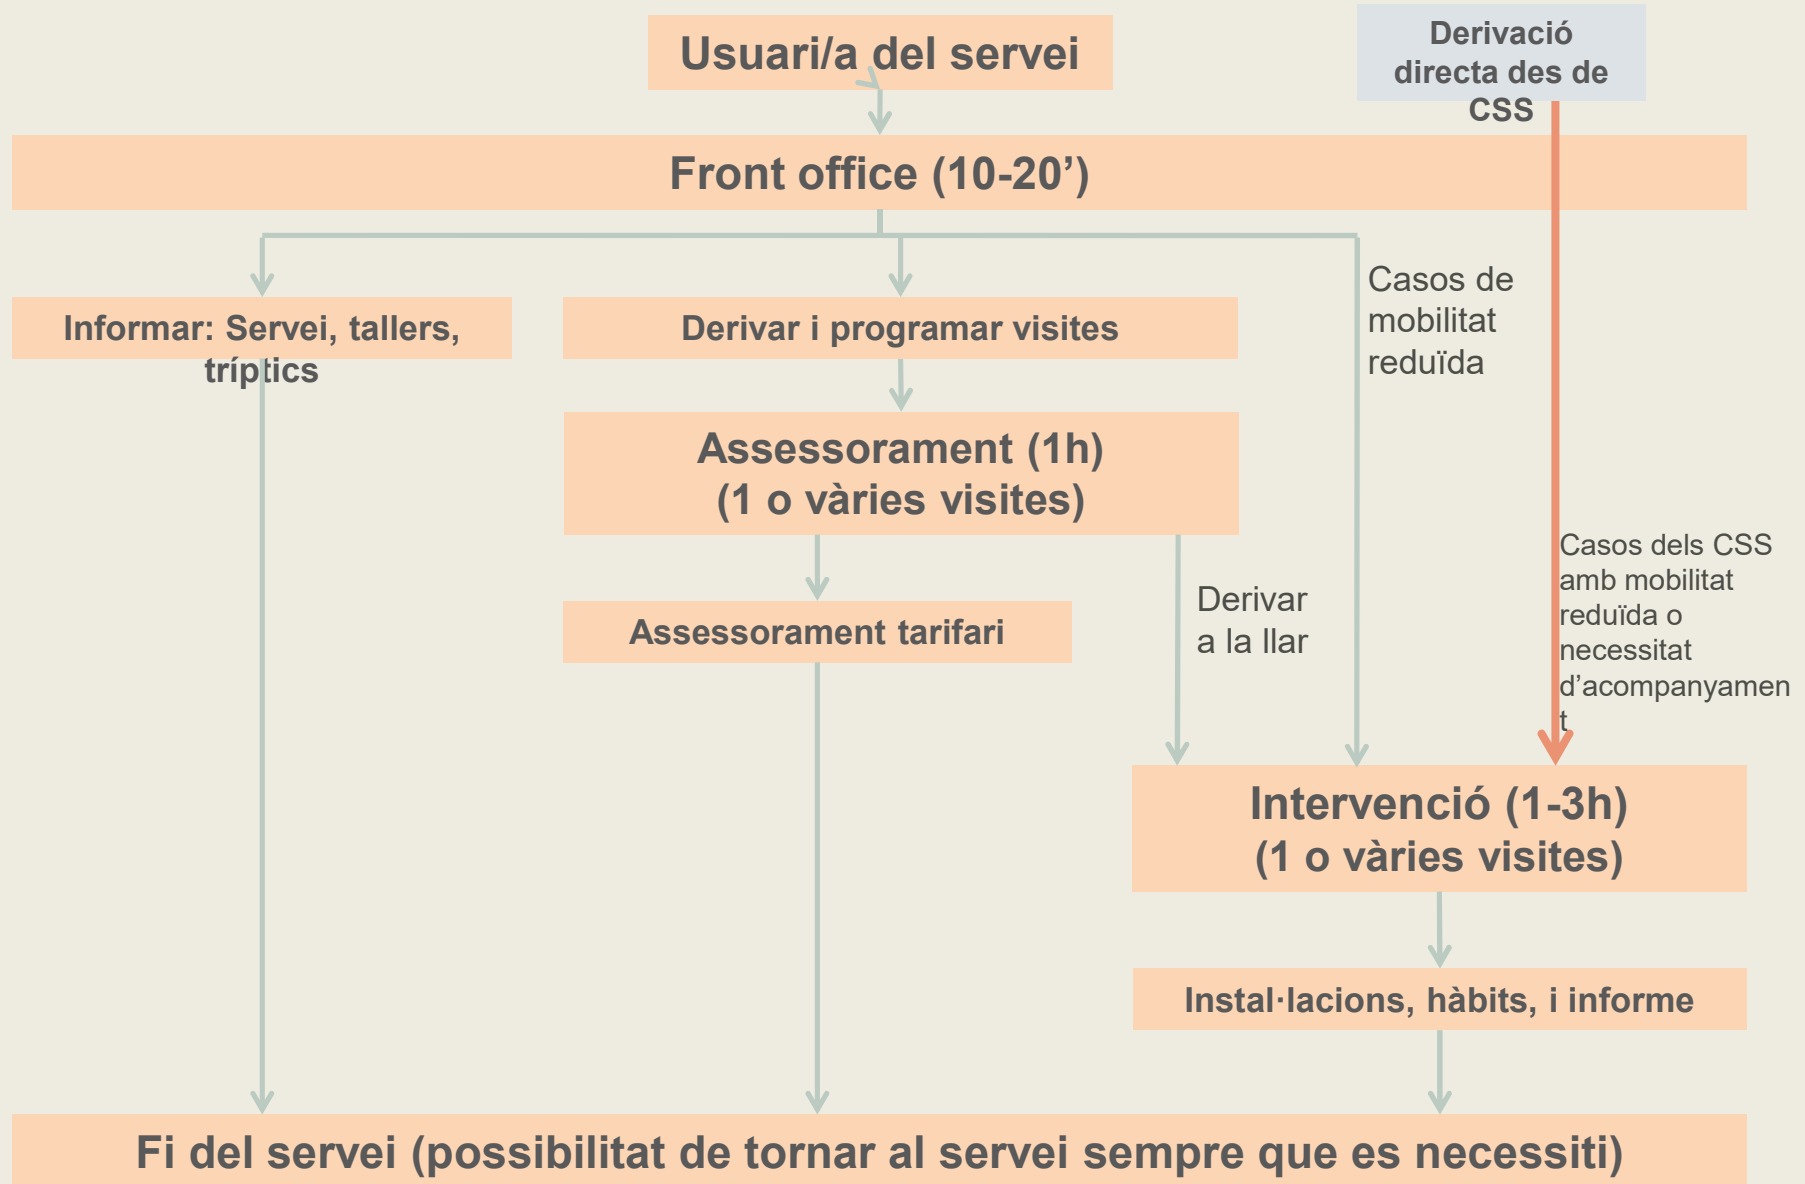 Usuari/a del servei
Derivació
directa des de
CSS
Front office (10-20’)
Informar: Servei, tallers,
tríptics
Derivar i programar visites
Casos de
mobilitat
reduïda
Assessorament (1h)
(1 o vàries visites)
Assessorament tarifari
Derivar
a la llar
Casos dels CSS
amb mobilitat
reduïda o
necessitat
d’acompanyamen
t
Intervenció (1-3h)
(1 o vàries visites)
Instal·lacions, hàbits, i informe
Fi del servei (possibilitat de tornar al servei sempre que es necessiti)